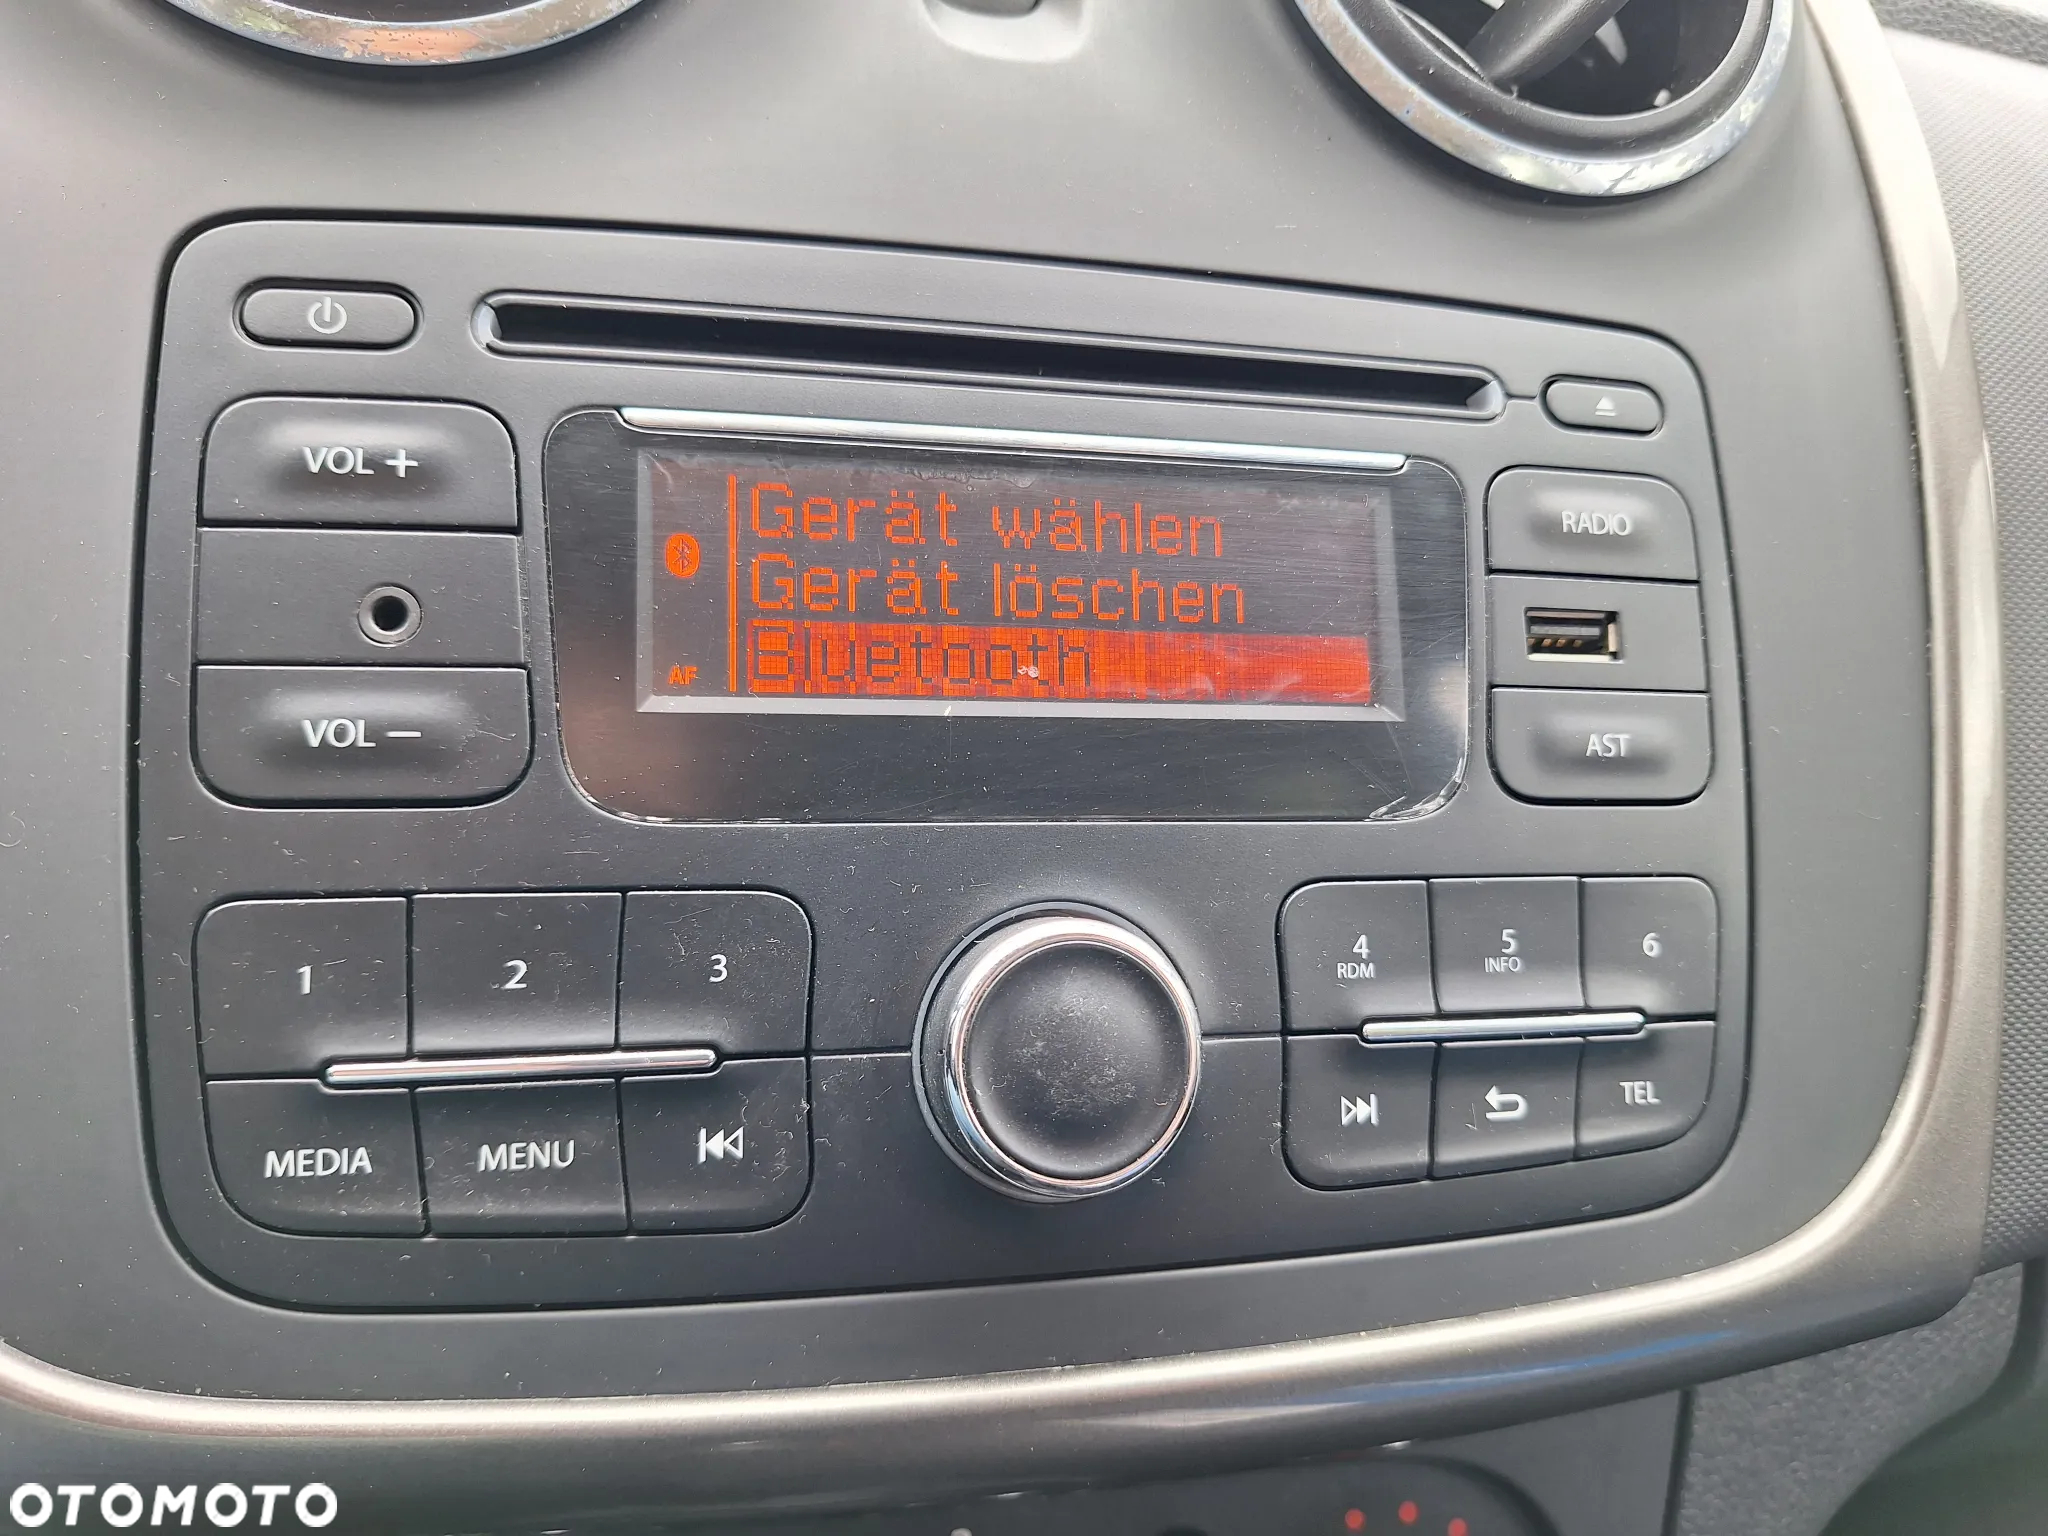 VOL +
Gerät wählen
RADIO
Gerät löschen
AF
Bluetooth
VOL −
AST
1
2
3
4
RDM
5
INFO
6
MEDIA
MENU
TEL
OTOMOTO